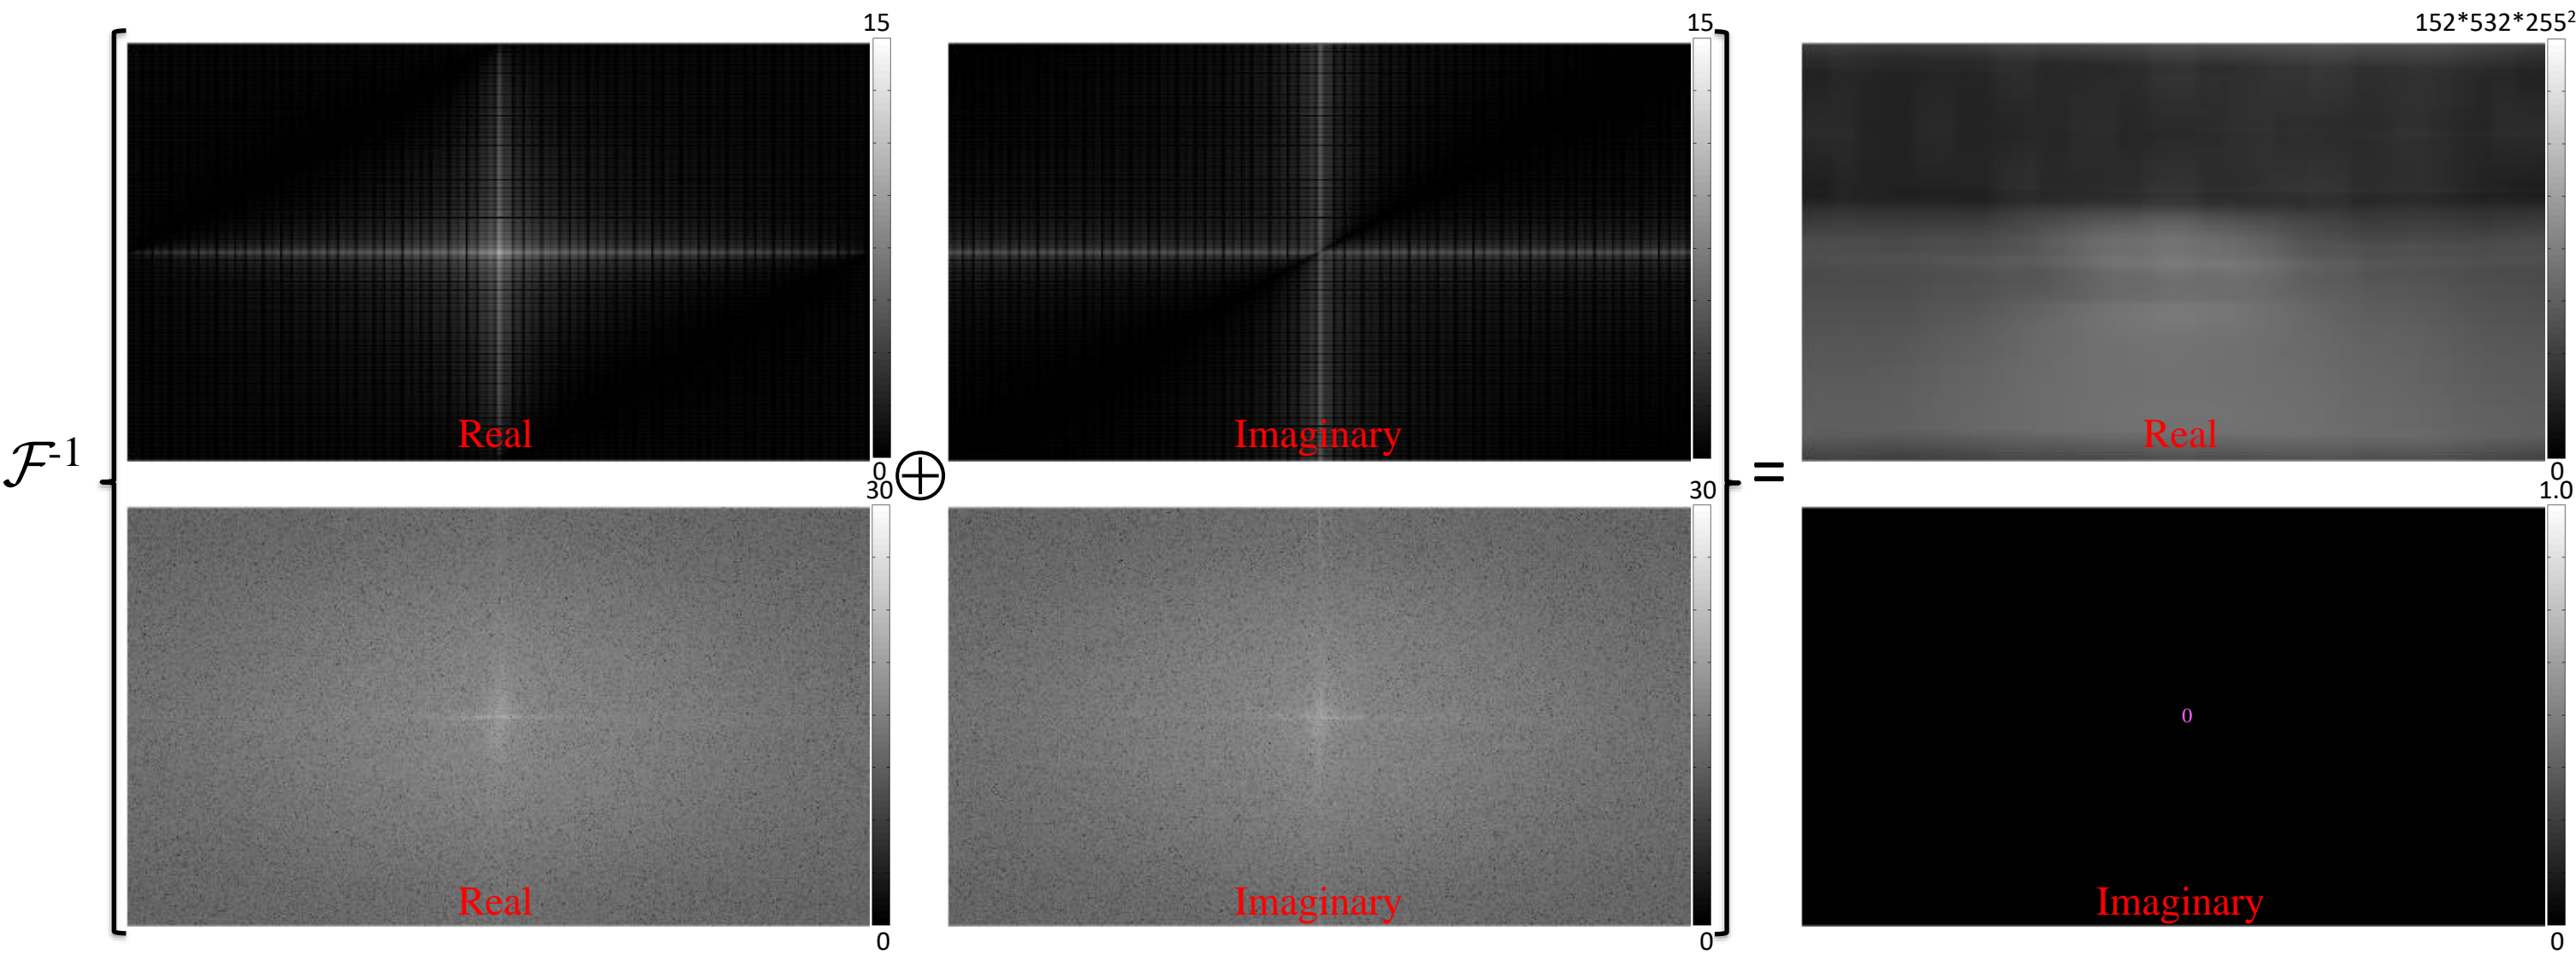 15 15 152*532*255²
Real Imaginary Real
ℱ-1
0 0
30 ⊕ 30 = 1.0
0
Real Imaginary Imaginary
0 0 0